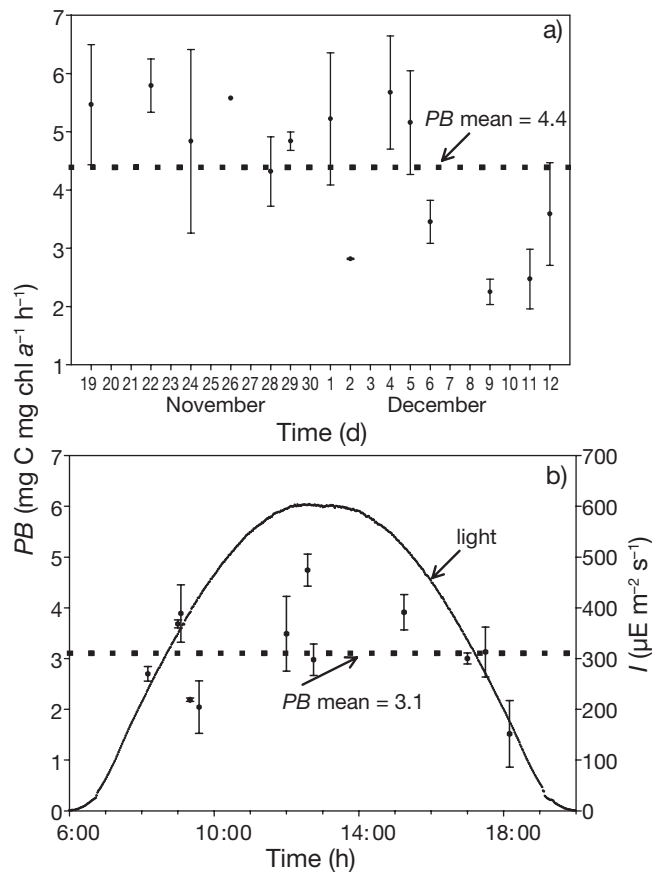 a)
7
6
5
4
3
2
1
PB mean = 4.4
19 20 21 22 23 24 25 26 27 28 29 30 1 2 3 4 5 6 7 8 9 10 11 12
November December
Time (d)
PB (mg C mg chl a⁻¹ h⁻¹)
b)
7
6
5
4
3
2
1
0
700
600
500
400
300
200
100
0
light
PB mean = 3.1
I (µE m⁻² s⁻¹)
6:00 10:00 14:00 18:00
Time (h)